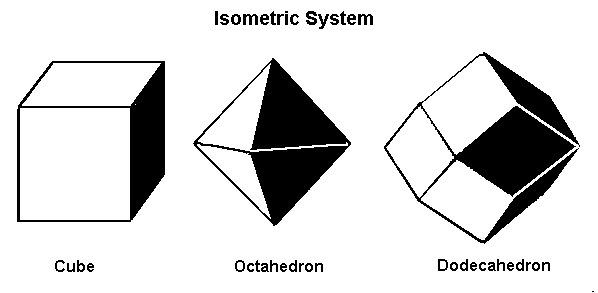 Isometric System
Cube
Octahedron
Dodecahedron